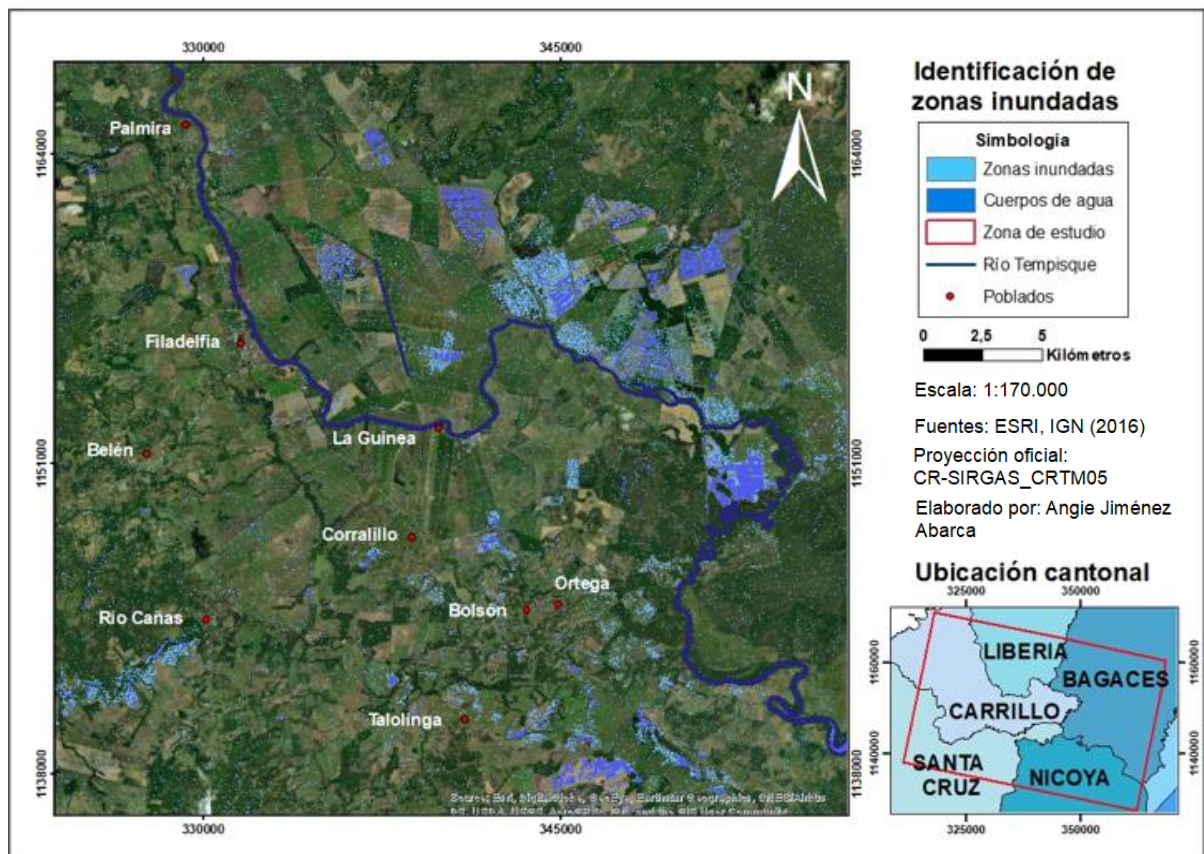 330000
345000
1164000
1151000
1138000
Palmira
Filadelfia
Belén
La Guinea
Corralillo
Río Cañas
Bolsón
Ortega
Talolinga
N
1164000
1151000
1138000
330000
345000
Identificación de
zonas inundadas
Simbología
Zonas inundadas
Cuerpos de agua
Zona de estudio
Río Tempisque
Poblados
0 2,5 5
Kilómetros
Escala: 1:170.000
Fuentes: ESRI, IGN (2016)
Proyección oficial:
CR-SIRGAS_CRTM05
Elaborado por: Angie Jiménez
Abarca
Ubicación cantonal
325000
350000
1160000
1140000
LIBERIA
BAGACES
CARRILLO
SANTA
CRUZ
NICOYA
1160000
1140000
325000
350000